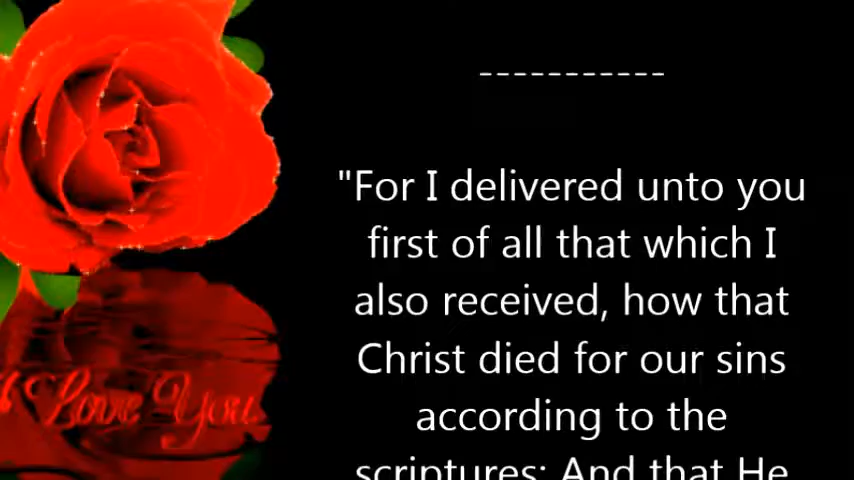 -----------
"For I delivered unto you
first of all that which I
also received, how that
Christ died for our sins
according to the
scriptures: And that He
I Love You